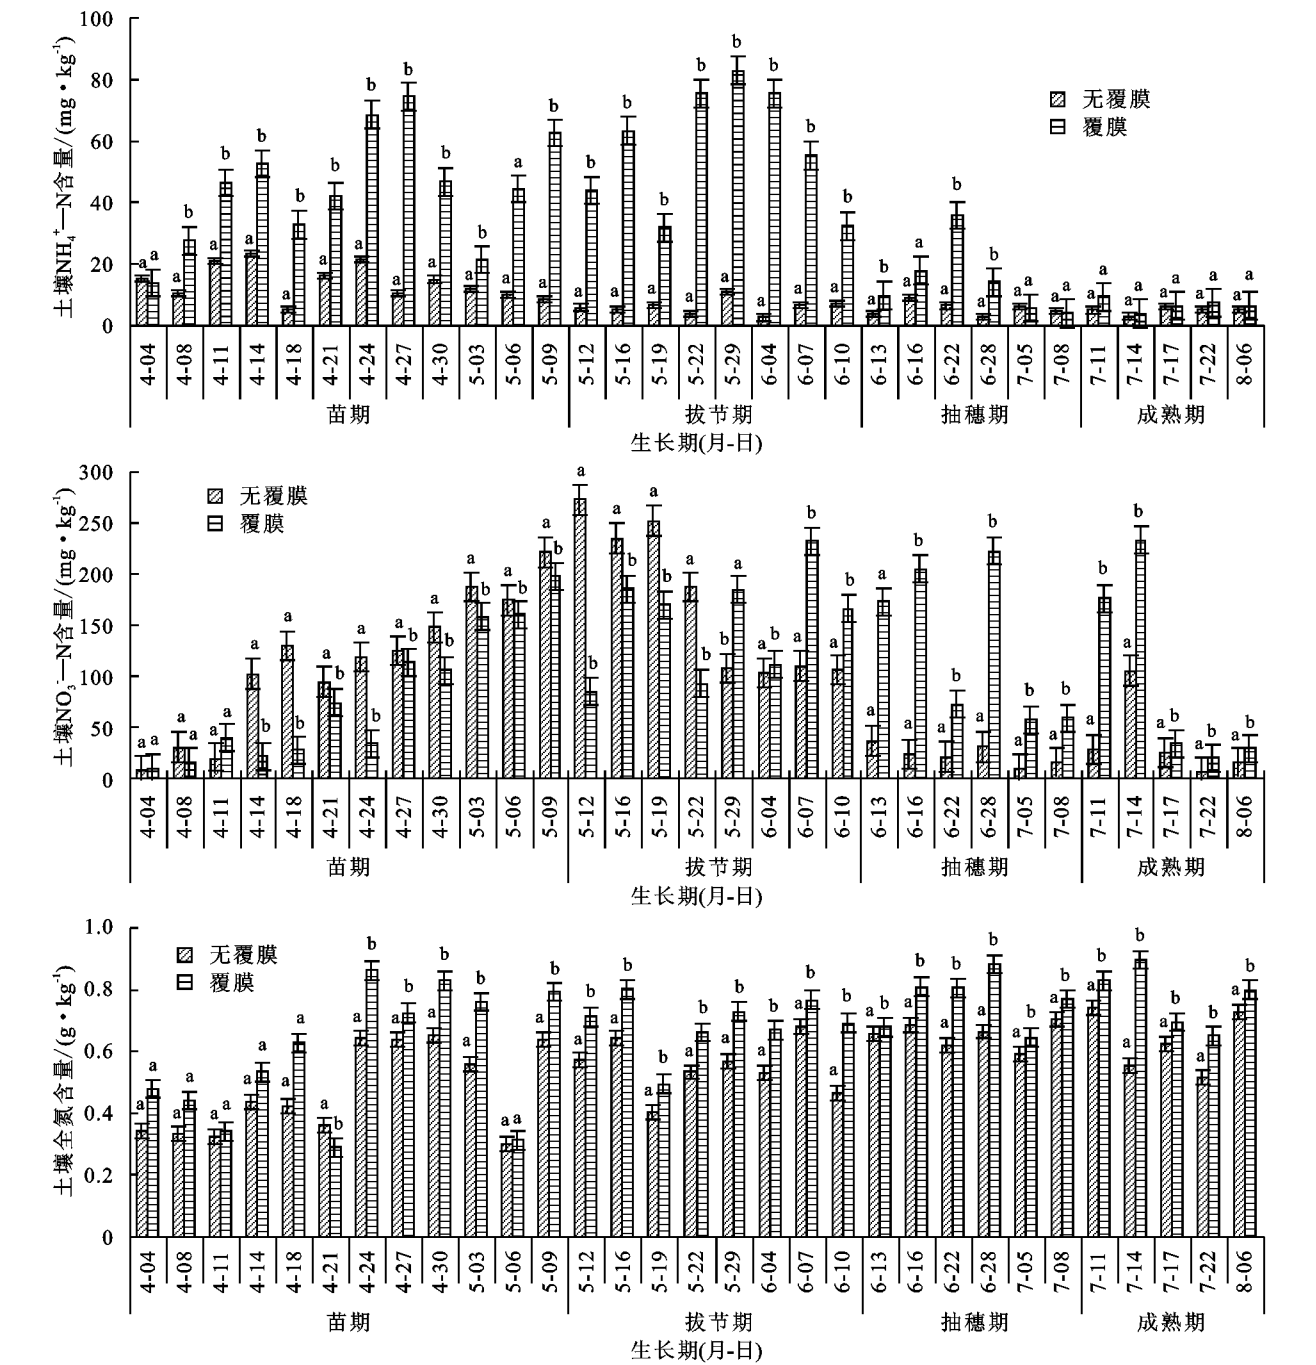 土壤NH₄⁺—N含量/(mg·kg⁻¹)
100
80
60
40
20
0
无覆膜
覆膜
a a a b a b a b a b a b a b a b a b a b a a a b a b a b a b a b a b a b a b a b a b a a a b a b a a a a a a a a a a a a a a
4-04 4-08 4-11 4-14 4-18 4-21 4-24 4-27 4-30 5-03 5-06 5-09 5-12 5-16 5-19 5-22 5-29 6-04 6-07 6-10 6-13 6-16 6-22 6-28 7-05 7-08 7-11 7-14 7-17 7-22 8-06
苗期 拔节期 抽穗期 成熟期
生长期(月-日)
土壤NO₃⁻—N含量/(mg·kg⁻¹)
300
250
200
150
100
50
0
无覆膜
覆膜
a a a a a a a b a b a b a b a b a b a b a b a b a b a b a b a b a a a b a b a b a a a b a b a b a b a b a b a b a b a b a b
4-04 4-08 4-11 4-14 4-18 4-21 4-24 4-27 4-30 5-03 5-06 5-09 5-12 5-16 5-19 5-22 5-29 6-04 6-07 6-10 6-13 6-16 6-22 6-28 7-05 7-08 7-11 7-14 7-17 7-22 8-06
苗期 拔节期 抽穗期 成熟期
生长期(月-日)
土壤全氮含量/(g·kg⁻¹)
1.0
0.8
0.6
0.4
0.2
0
无覆膜
覆膜
a a a a a a a a a a a b a b a b a b a b a a a b a b a b a b a b a b a b a b a b a b a b a b a b a b a b a b a b a b a b a b
4-04 4-08 4-11 4-14 4-18 4-21 4-24 4-27 4-30 5-03 5-06 5-09 5-12 5-16 5-19 5-22 5-29 6-04 6-07 6-10 6-13 6-16 6-22 6-28 7-05 7-08 7-11 7-14 7-17 7-22 8-06
苗期 拔节期 抽穗期 成熟期
生长期(月-日)